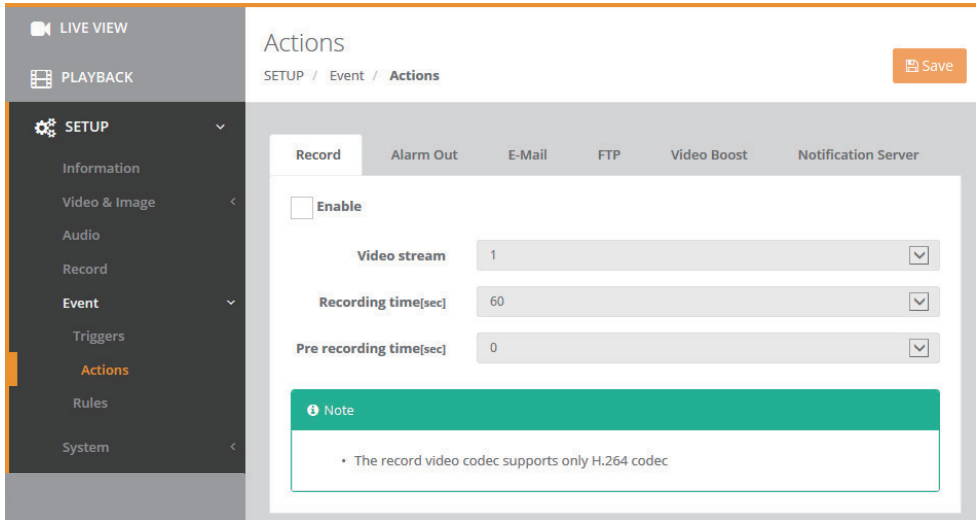 LIVE VIEW
PLAYBACK
SETUP
Information
Video & Image
Audio
Record
Event
Triggers
Actions
Rules
System
Actions
SETUP / Event / Actions
Save
Record Alarm Out E-Mail FTP Video Boost Notification Server
Enable
Video stream 1
Recording time[sec] 60
Pre recording time[sec] 0
Note
• The record video codec supports only H.264 codec